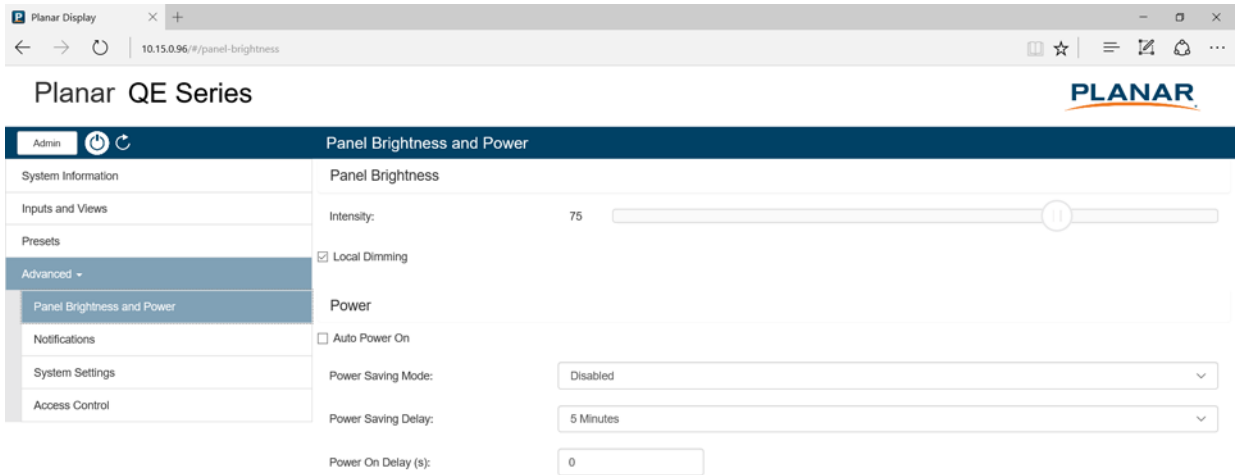 Planar Display
10.15.0.96/#/panel-brightness
Planar QE Series
PLANAR
Admin
Panel Brightness and Power
System Information
Inputs and Views
Presets
Advanced
Panel Brightness and Power
Notifications
System Settings
Access Control
Panel Brightness
Intensity: 75
Local Dimming
Power
Auto Power On
Power Saving Mode: Disabled
Power Saving Delay: 5 Minutes
Power On Delay (s): 0